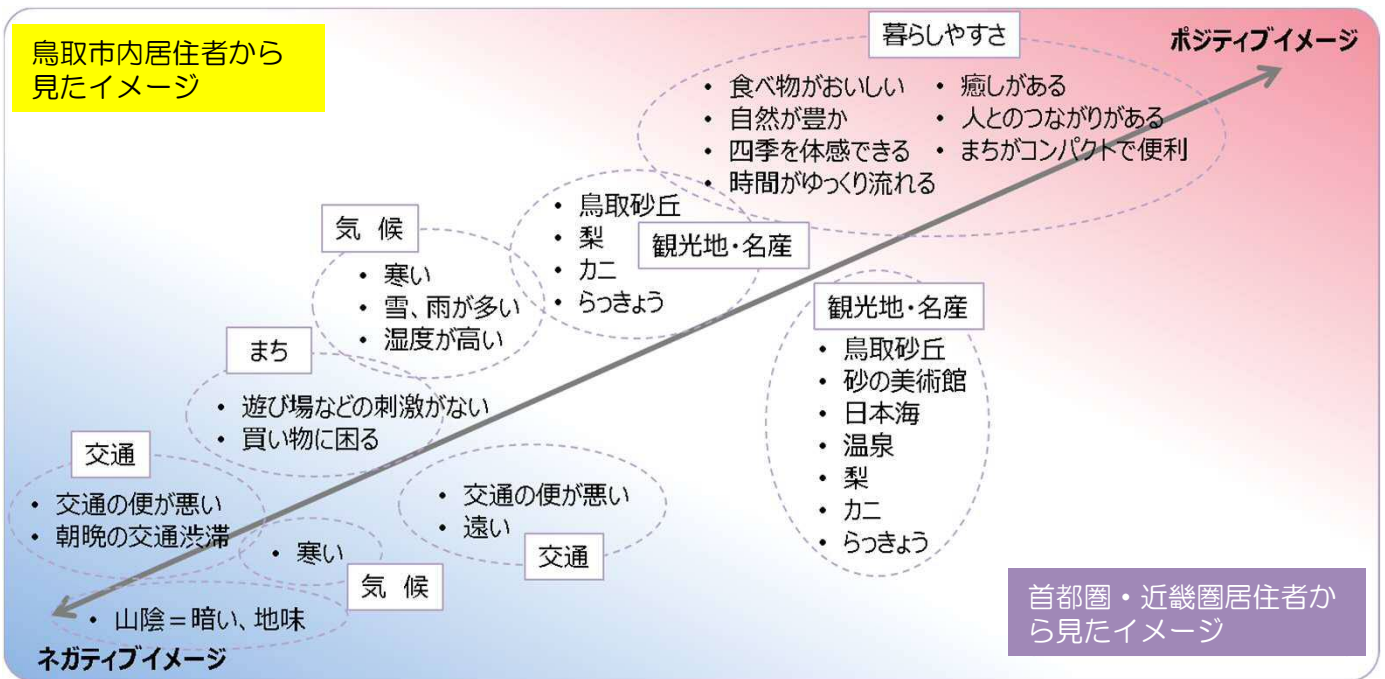 鳥取市内居住者から
見たイメージ
ポジティブイメージ
暮らしやすさ
• 食べ物がおいしい
• 自然が豊か
• 四季を体感できる
• 時間がゆっくり流れる
• 癒しがある
• 人とのつながりがある
• まちがコンパクトで便利
観光地・名産
• 鳥取砂丘
• 梨
• カニ
• らっきょう
気 候
• 寒い
• 雪、雨が多い
• 湿度が高い
まち
• 遊び場などの刺激がない
• 買い物に困る
交通
• 交通の便が悪い
• 朝晩の交通渋滞
観光地・名産
• 鳥取砂丘
• 砂の美術館
• 日本海
• 温泉
• 梨
• カニ
• らっきょう
• 交通の便が悪い
• 遠い
交通
• 寒い
気 候
• 山陰＝暗い、地味
ネガティブイメージ
首都圏・近畿圏居住者か
ら見たイメージ